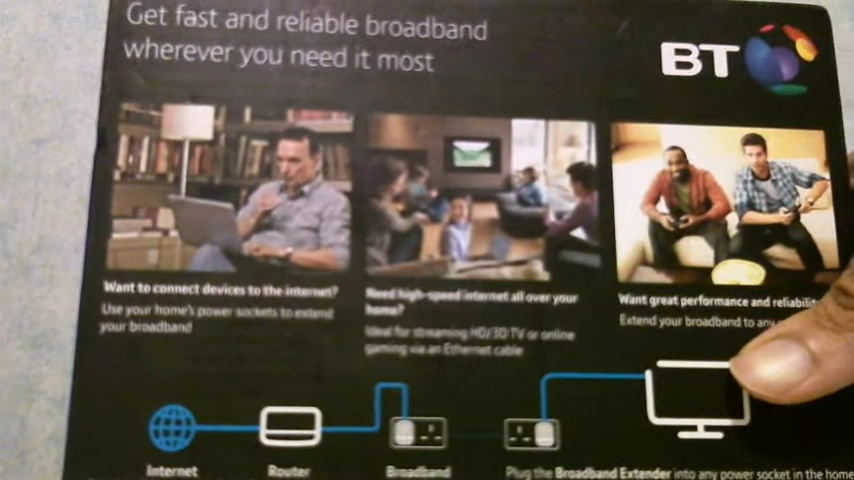 Get fast and reliable broadband
wherever you need it most
BT
Want to connect devices to the internet?
Use your home's power sockets to extend
your broadband
Need high-speed internet all over your
home?
Ideal for streaming HD/3D TV or online
gaming via an Ethernet cable
Want great performance and reliability
Extend your broadband to any
Internet
Router
Broadband
Plug the Broadband Extender into any power socket in the home